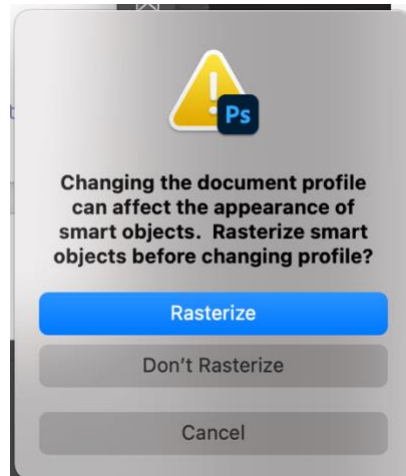 Ps
Changing the document profile
can affect the appearance of
smart objects.  Rasterize smart
objects before changing profile?
Rasterize
Don't Rasterize
Cancel